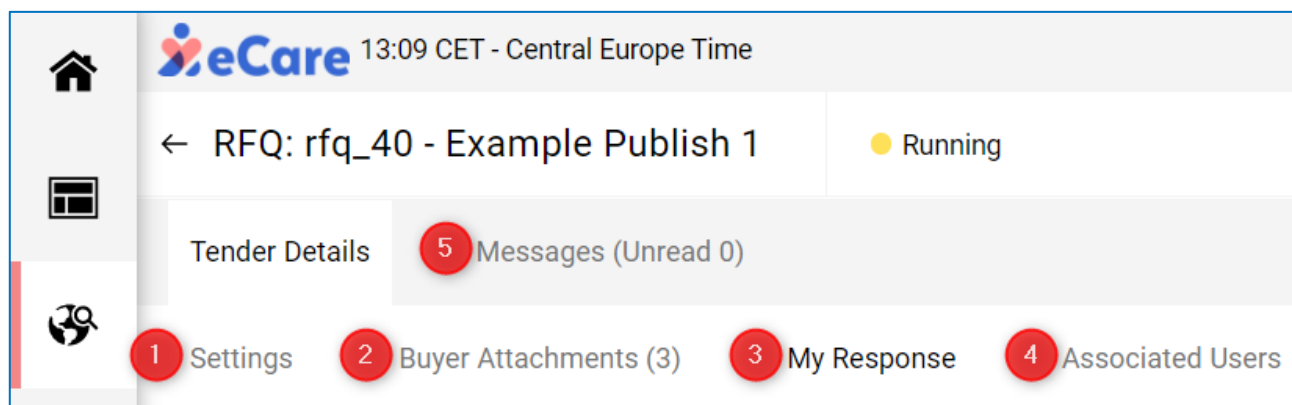 eCare 13:09 CET - Central Europe Time
← RFQ: rfq_40 - Example Publish 1 Running
Tender Details 5 Messages (Unread 0)
1 Settings 2 Buyer Attachments (3) 3 My Response 4 Associated Users